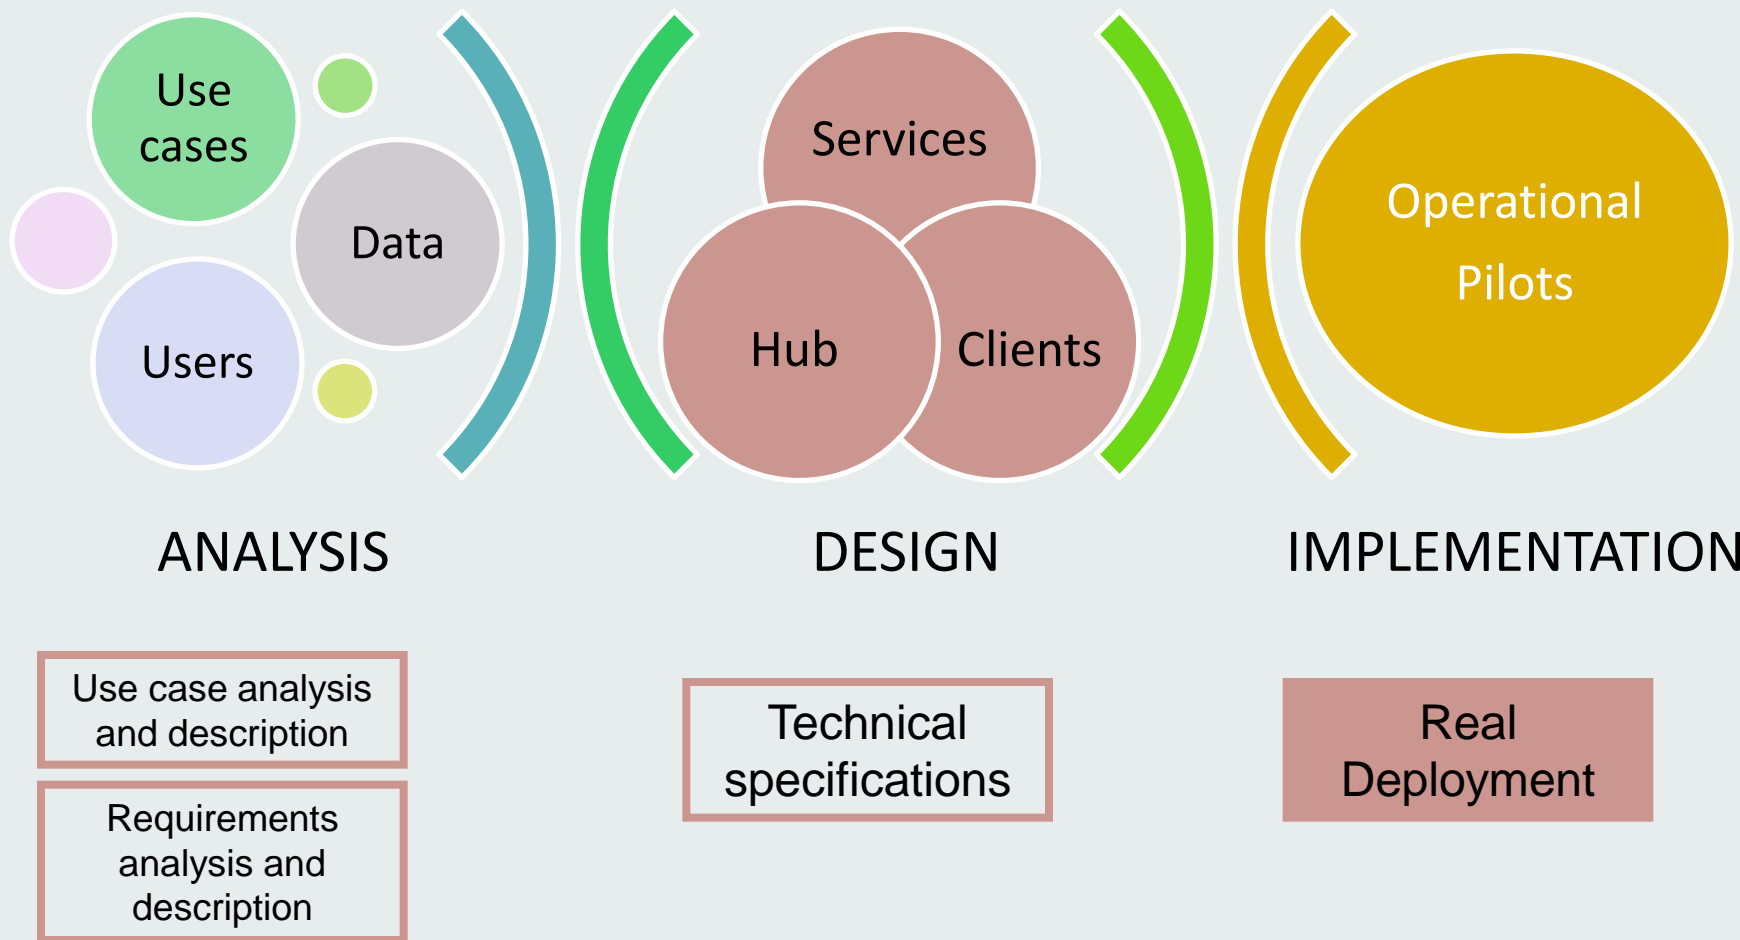 Use
cases
Data
Users
Services
Hub
Clients
Operational
Pilots
ANALYSIS
DESIGN
IMPLEMENTATION
Use case analysis
and description
Requirements
analysis and
description
Technical
specifications
Real
Deployment